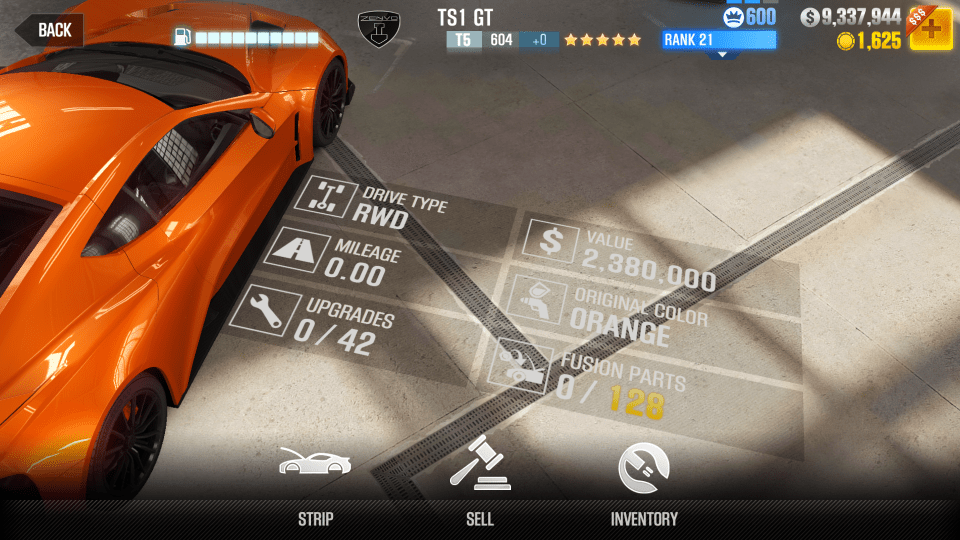 BACK
ZENVO
TS1 GT
T5 604 +0
RANK 21
600
$ 9,337,944
1,625
$$$
DRIVE TYPE
RWD
MILEAGE
0.00
UPGRADES
0/42
$
VALUE
2,380,000
ORIGINAL COLOR
ORANGE
FUSION PARTS
0/128
STRIP
SELL
INVENTORY